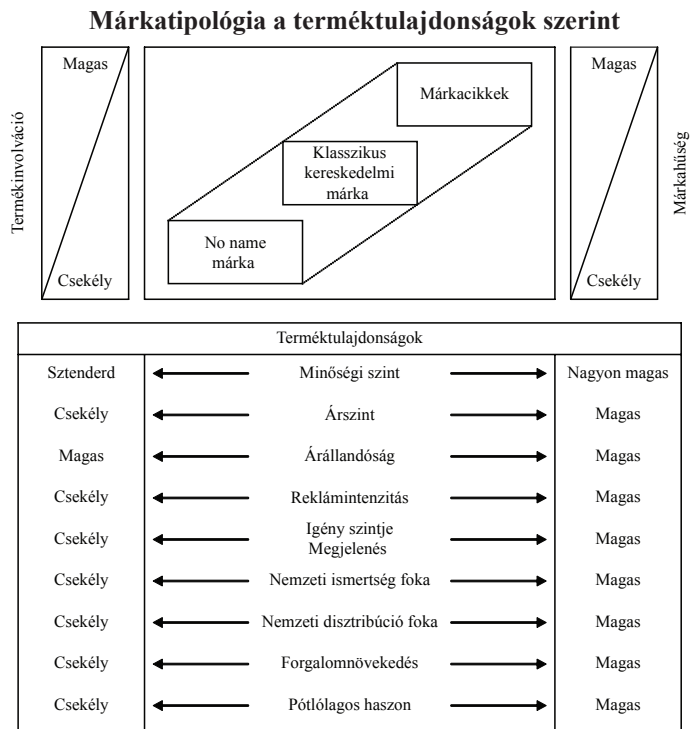 Márkatipológia a terméktulajdonságok szerint
Termékinvolváció
Magas
Csekély
Márkacikkek
Klasszikus
kereskedelmi
márka
No name
márka
Magas
Csekély
Márkahűség
Terméktulajdonságok
Sztenderd Minőségi szint Nagyon magas
Csekély Árszint Magas
Magas Árállandóság Magas
Csekély Reklámintenzitás Magas
Csekély Igény szintje Magas
Megjelenés
Csekély Nemzeti ismertség foka Magas
Csekély Nemzeti disztribúció foka Magas
Csekély Forgalomnövekedés Magas
Csekély Pótlólagos haszon Magas